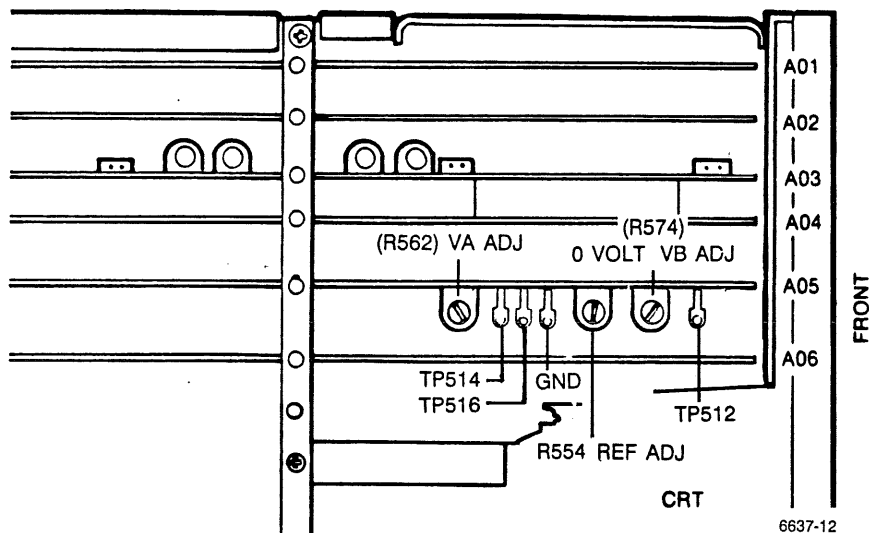 A01
A02
A03
A04
(R562) VA ADJ
(R574)
0 VOLT VB ADJ
A05
FRONT
A06
TP514
GND
TP516
TP512
R554 REF ADJ
CRT
6637-12